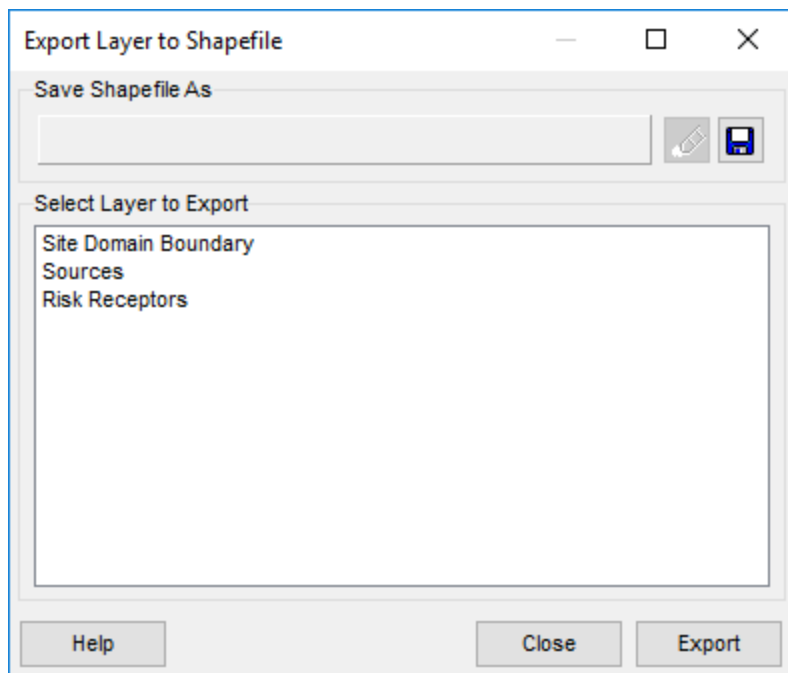 Export Layer to Shapefile
Save Shapefile As
Select Layer to Export
Site Domain Boundary
Sources
Risk Receptors
Help
Close
Export